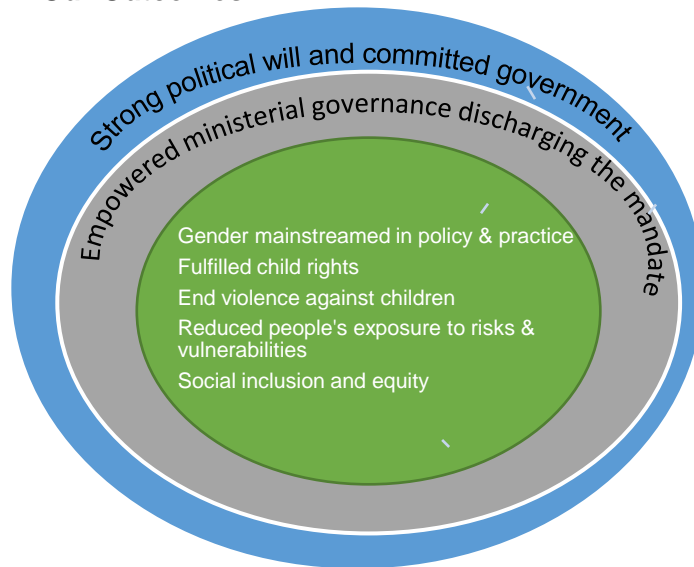 Strong political will and committed government
Empowered ministerial governance discharging the mandate
Gender mainstreamed in policy & practice
Fulfilled child rights
End violence against children
Reduced people's exposure to risks &
vulnerabilities
Social inclusion and equity